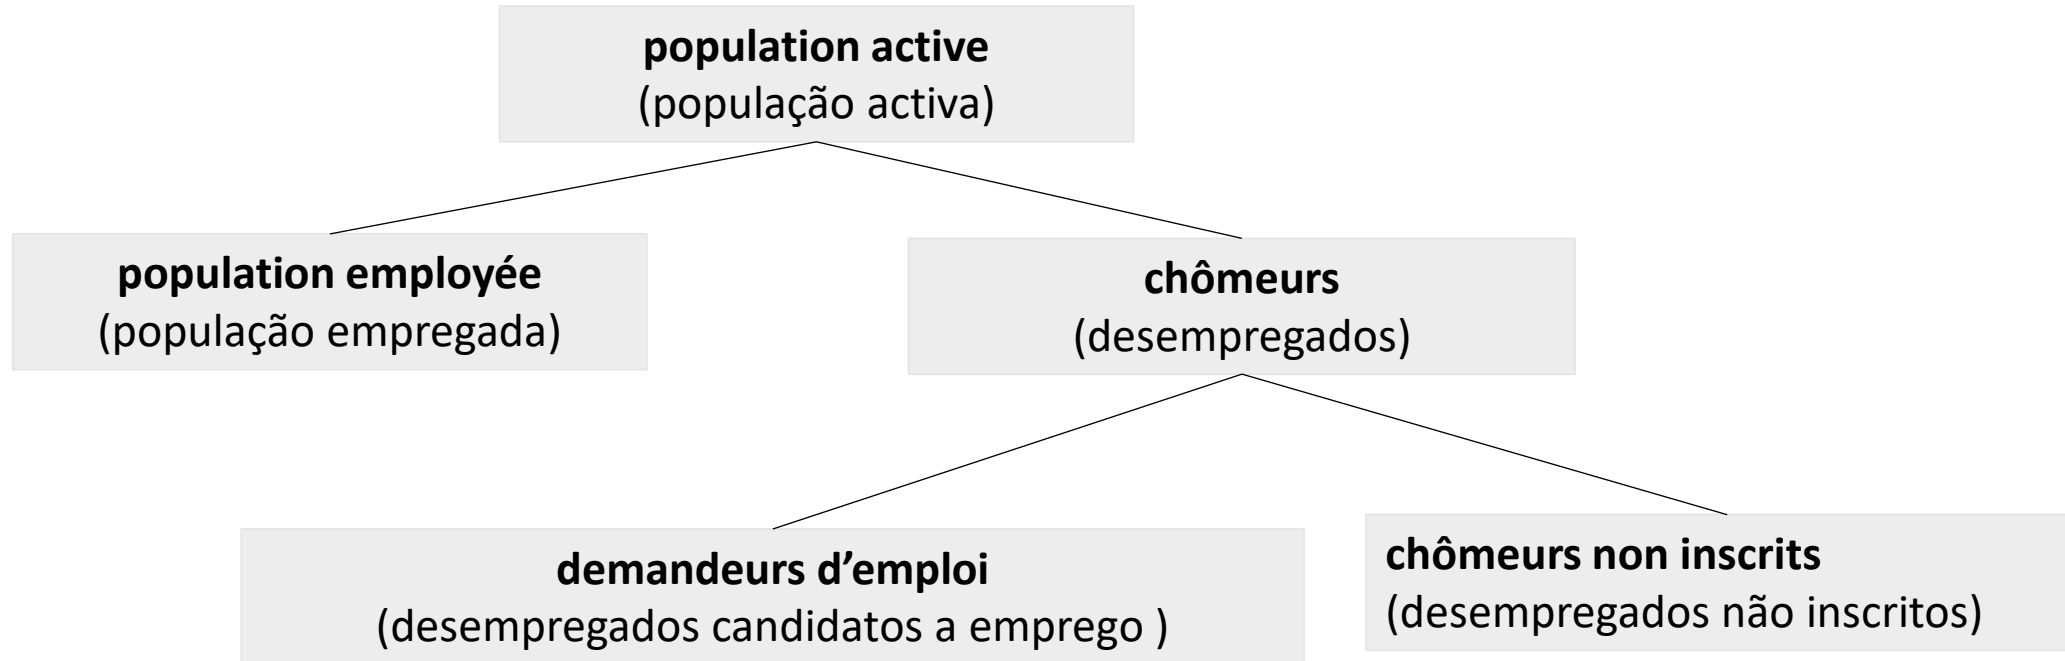 population active
(população activa)
population employée
(população empregada)
chômeurs
(desempregados)
demandeurs d’emploi
(desempregados candidatos a emprego )
chômeurs non inscrits
(desempregados não inscritos)